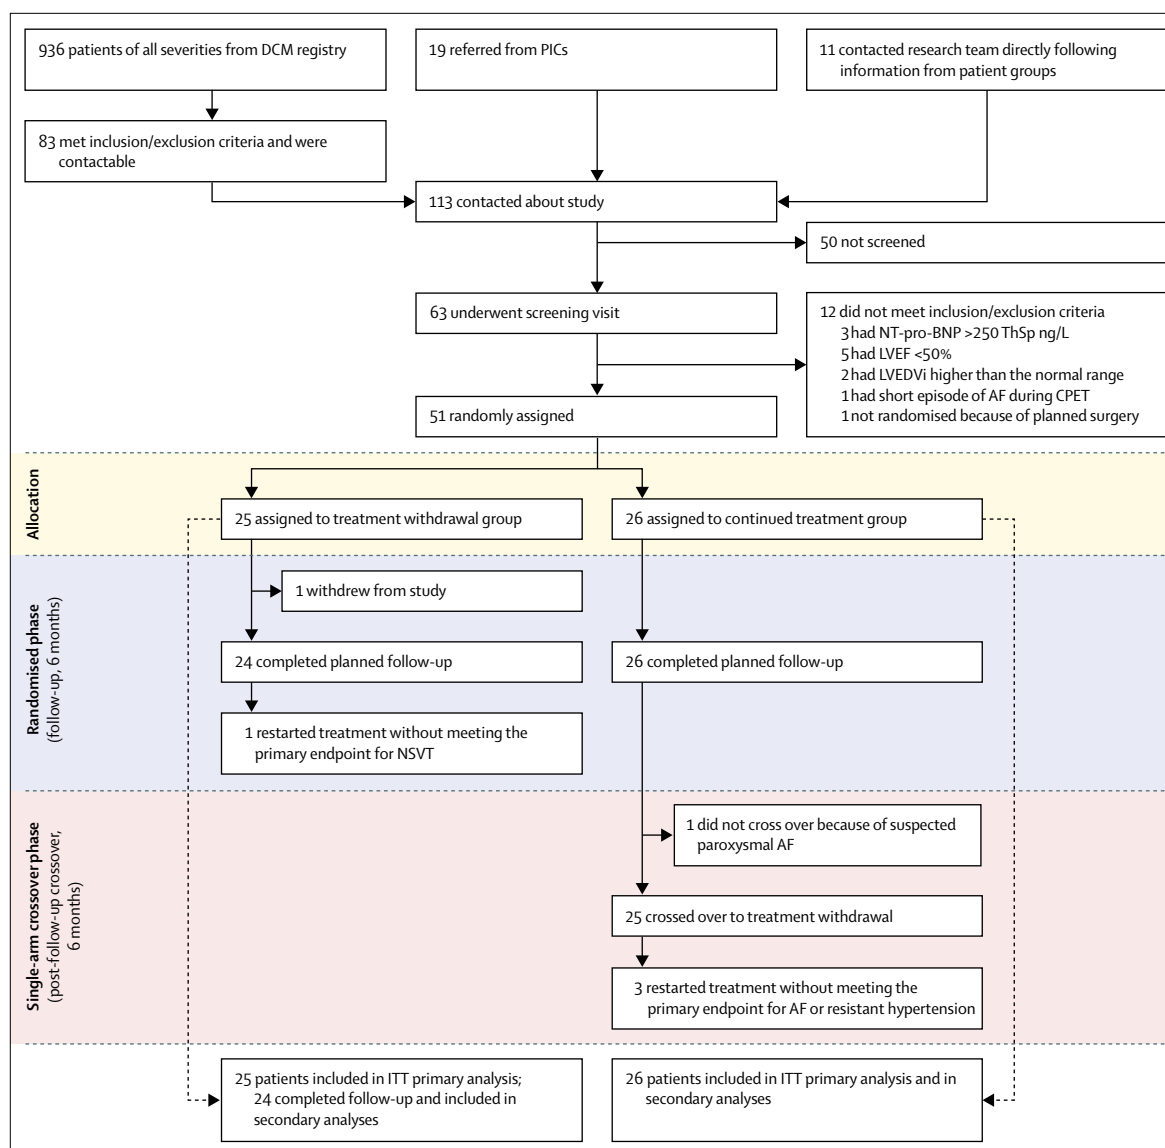 936 patients of all severities from DCM registry
19 referred from PICs
11 contacted research team directly following
information from patient groups
83 met inclusion/exclusion criteria and were
contactable
113 contacted about study
50 not screened
63 underwent screening visit
12 did not meet inclusion/exclusion criteria
3 had NT-pro-BNP >250 ThSp ng/L
5 had LVEF <50%
2 had LVEDVi higher than the normal range
1 had short episode of AF during CPET
1 not randomised because of planned surgery
51 randomly assigned
Allocation
25 assigned to treatment withdrawal group
26 assigned to continued treatment group
Randomised phase
(follow-up, 6 months)
1 withdrew from study
24 completed planned follow-up
26 completed planned follow-up
1 restarted treatment without meeting the
primary endpoint for NSVT
Single-arm crossover phase
(post-follow-up crossover,
6 months)
1 did not cross over because of suspected
paroxysmal AF
25 crossed over to treatment withdrawal
3 restarted treatment without meeting the
primary endpoint for AF or resistant hypertension
25 patients included in ITT primary analysis;
24 completed follow-up and included in
secondary analyses
26 patients included in ITT primary analysis and in
secondary analyses